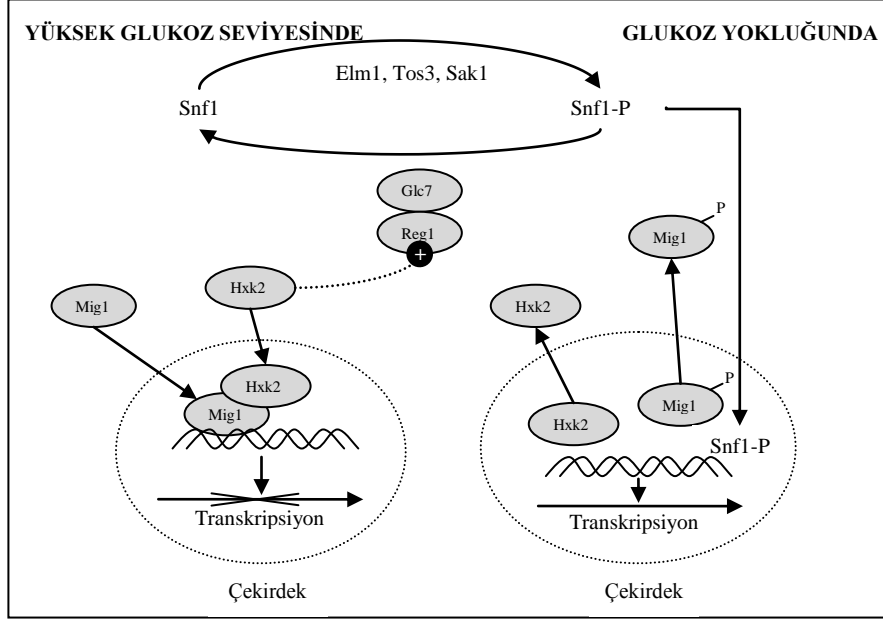 YÜKSEK GLUKOZ SEVİYESİNDE
GLUKOZ YOKLUĞUNDA
Elm1, Tos3, Sak1
Snf1
Snf1-P
Glc7
Reg1
+
P
Mig1
Mig1
Hxk2
Hxk2
Hxk2
Mig1
P
Mig1
Hxk2
Snf1-P
Transkripsiyon
Transkripsiyon
Çekirdek
Çekirdek